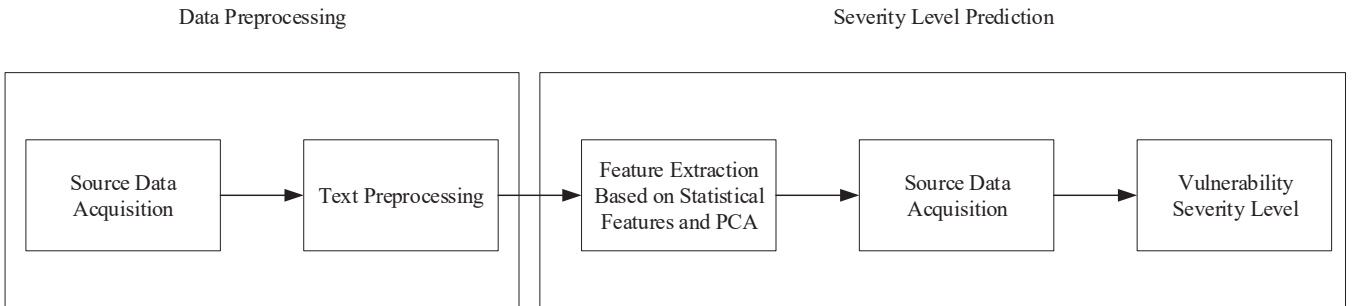 Data Preprocessing
Severity Level Prediction
Source Data
Acquisition
Text Preprocessing
Feature Extraction
Based on Statistical
Features and PCA
Source Data
Acquisition
Vulnerability
Severity Level